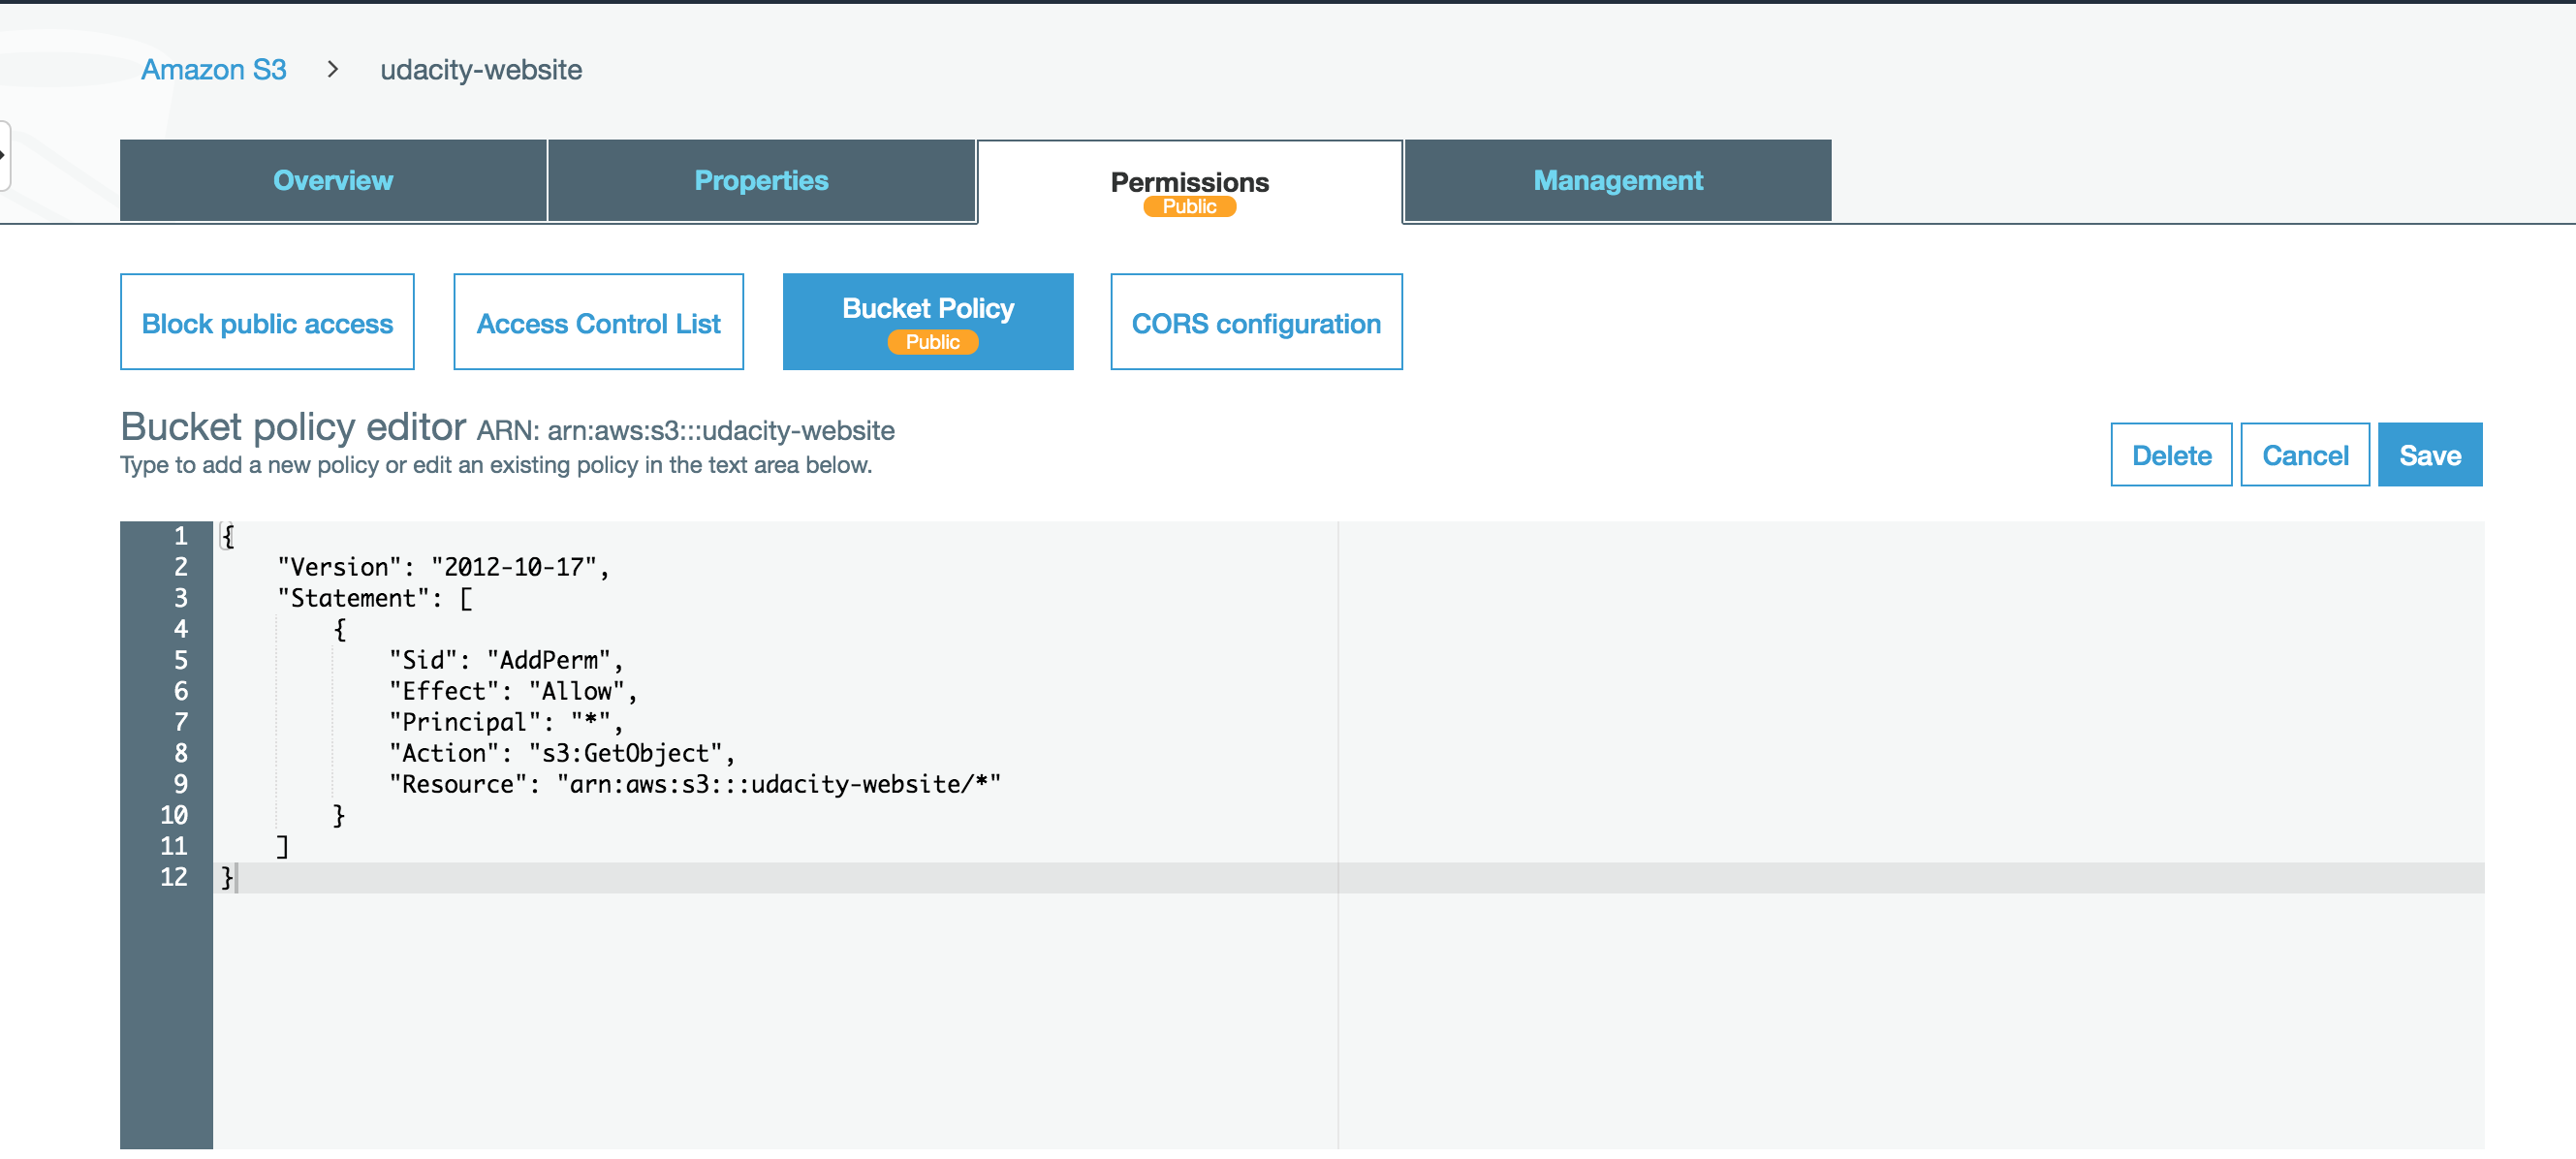 Amazon S3 > udacity-website
Overview Properties Permissions Management
Public
Block public access Access Control List Bucket Policy CORS configuration
Public
Bucket policy editor ARN: arn:aws:s3:::udacity-website
Type to add a new policy or edit an existing policy in the text area below.
Delete Cancel Save
1 {
2     "Version": "2012-10-17",
3     "Statement": [
4         {
5             "Sid": "AddPerm",
6             "Effect": "Allow",
7             "Principal": "*",
8             "Action": "s3:GetObject",
9             "Resource": "arn:aws:s3:::udacity-website/*"
10         }
11     ]
12 }